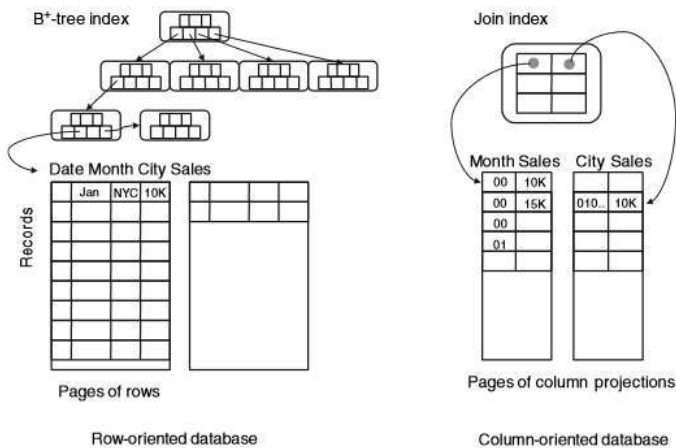 B⁺-tree index
Join index
Date Month City Sales
Jan NYC 10K
Records
Pages of rows
Row-oriented database
Month Sales
City Sales
00 10K
00 15K
00
01
010.. 10K
Pages of column projections
Column-oriented database